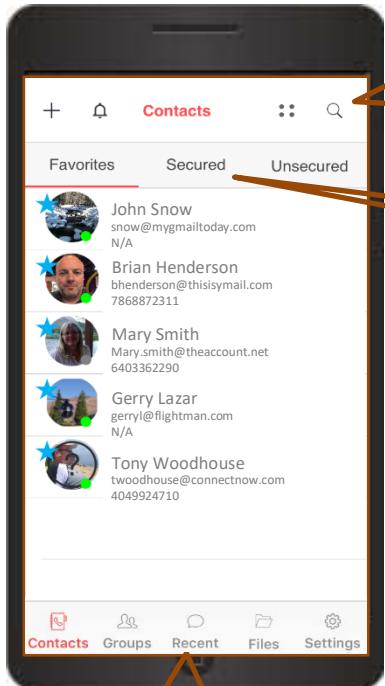 Contacts
Favorites Secured Unsecured
John Snow
snow@mygmailtoday.com
N/A
Brian Henderson
bhenderson@thisisymail.com
7868872311
Mary Smith
Mary.smith@theaccount.net
6403362290
Gerry Lazar
gerryl@flightman.com
N/A
Tony Woodhouse
twoodhouse@connectnow.com
4049924710
Contacts Groups Recent Files Settings